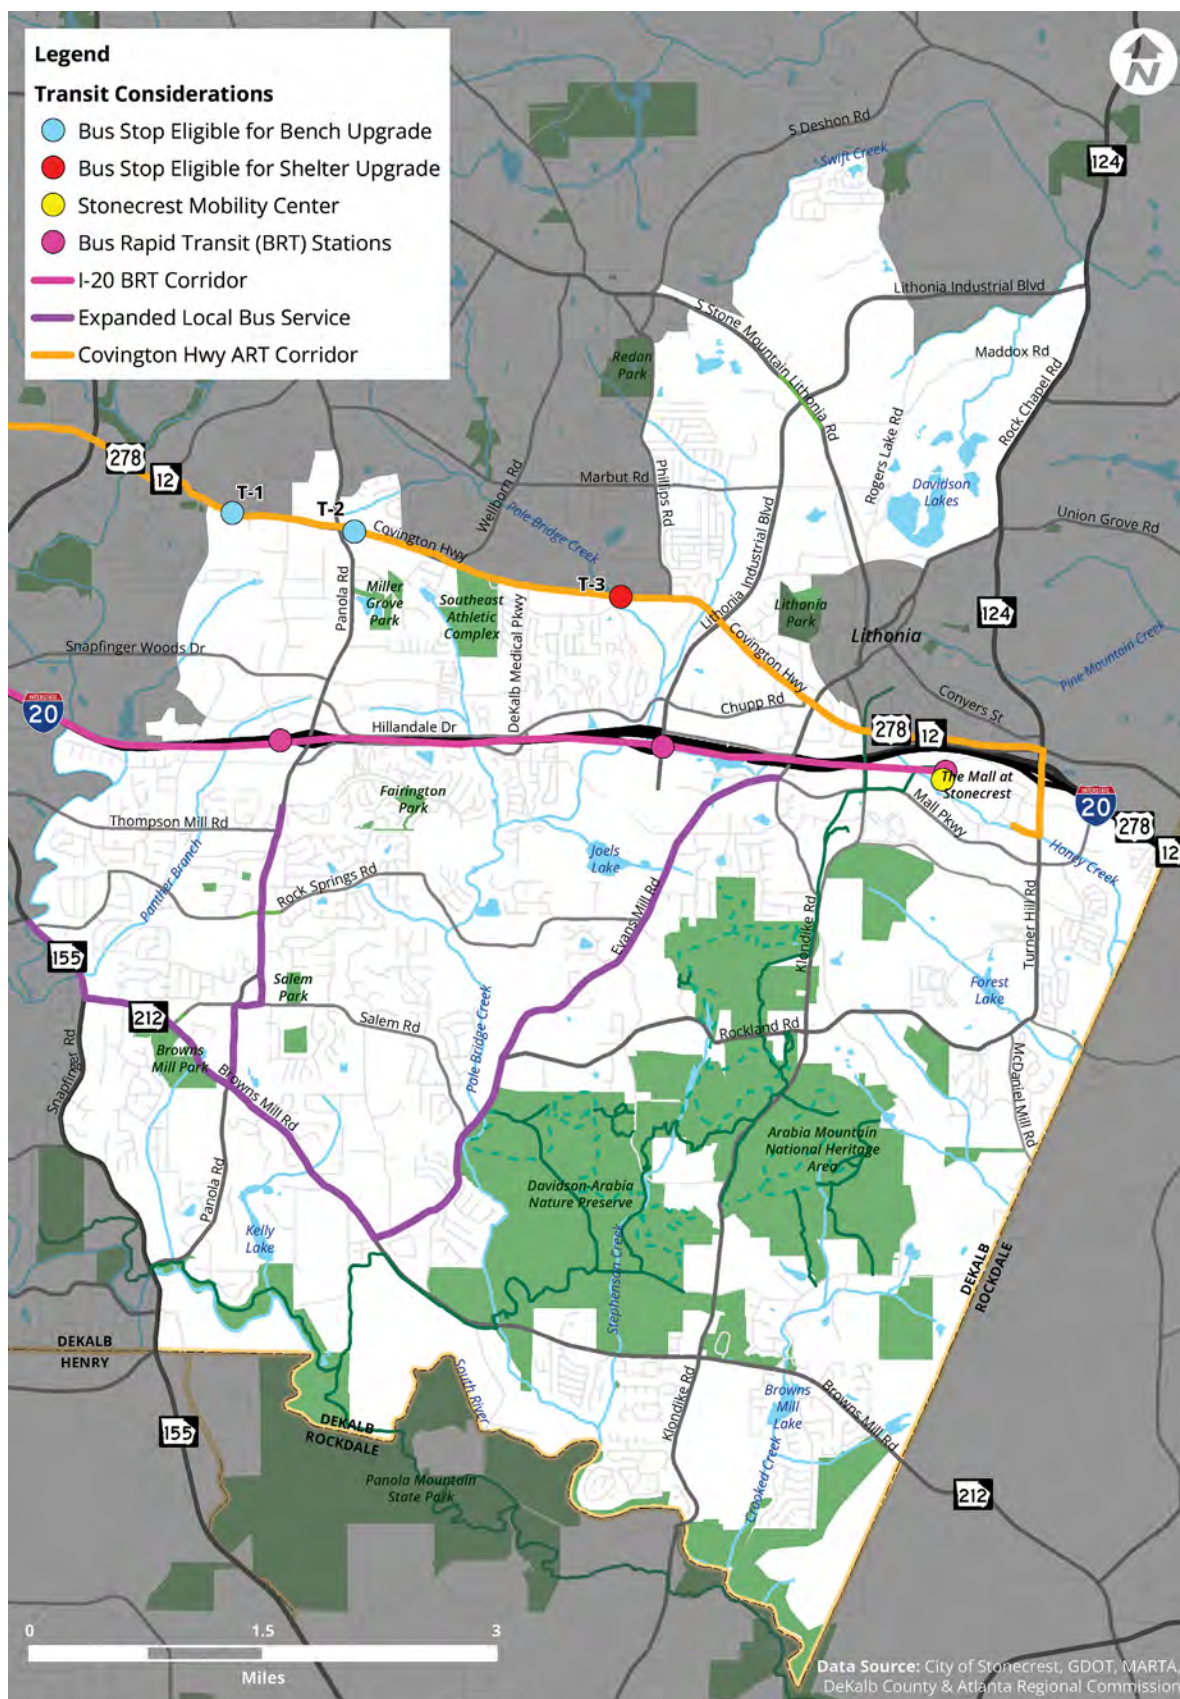 Legend
Transit Considerations
Bus Stop Eligible for Bench Upgrade
Bus Stop Eligible for Shelter Upgrade
Stonecrest Mobility Center
Bus Rapid Transit (BRT) Stations
I-20 BRT Corridor
Expanded Local Bus Service
Covington Hwy ART Corridor
N
S Deshon Rd
Swift Creek
124
Lithonia Industrial Blvd
S Stone Mountain Lithonia Rd
Maddox Rd
Redan
Park
Rock Chapel Rd
Rogers Lake Rd
278
12
Marbut Rd
Wellborn Rd
Phillips Rd
Davidson
Lakes
T-1
T-2
Pole Bridge Creek
Union Grove Rd
Covington Hwy
Lithonia Industrial Blvd
T-3
Panola Rd
Miller
Grove
Park
Southeast
Athletic
Complex
DeKalb Medical Pkwy
Lithonia
Park
124
Lithonia
Snapfinger Woods Dr
Covington Hwy
Pine Mountain Creek
INTERSTATE
20
Hillandale Dr
Chupp Rd
Conyers St
278
12
The Mall at
Stonecrest
Fairington
Park
Mall Pkwy
INTERSTATE
20
278
12
Thompson Mill Rd
Panther Branch
Joels
Lake
Honey Creek
Rock Springs Rd
Evans Mill Rd
Klondike Rd
Turner Hill Rd
155
Salem
Park
Forest
Lake
212
Salem Rd
Pole Bridge Creek
Rockland Rd
Snapfinger Rd
Browns
Mill Park
Browns Mill Rd
McDaniel Mill Rd
Arabia Mountain
National Heritage
Area
Panola Rd
Davidson-Arabia
Nature Preserve
Kelly
Lake
Stephenson Creek
DEKALB
ROCKDALE
DEKALB
HENRY
South River
Klondike Rd
Browns
Mill
Lake
Browns Mill Rd
155
DEKALB
ROCKDALE
Panola Mountain
State Park
Crooked Creek
212
0
1.5
3
Miles
Data Source: City of Stonecrest, GDOT, MARTA,
DeKalb County & Atlanta Regional Commission